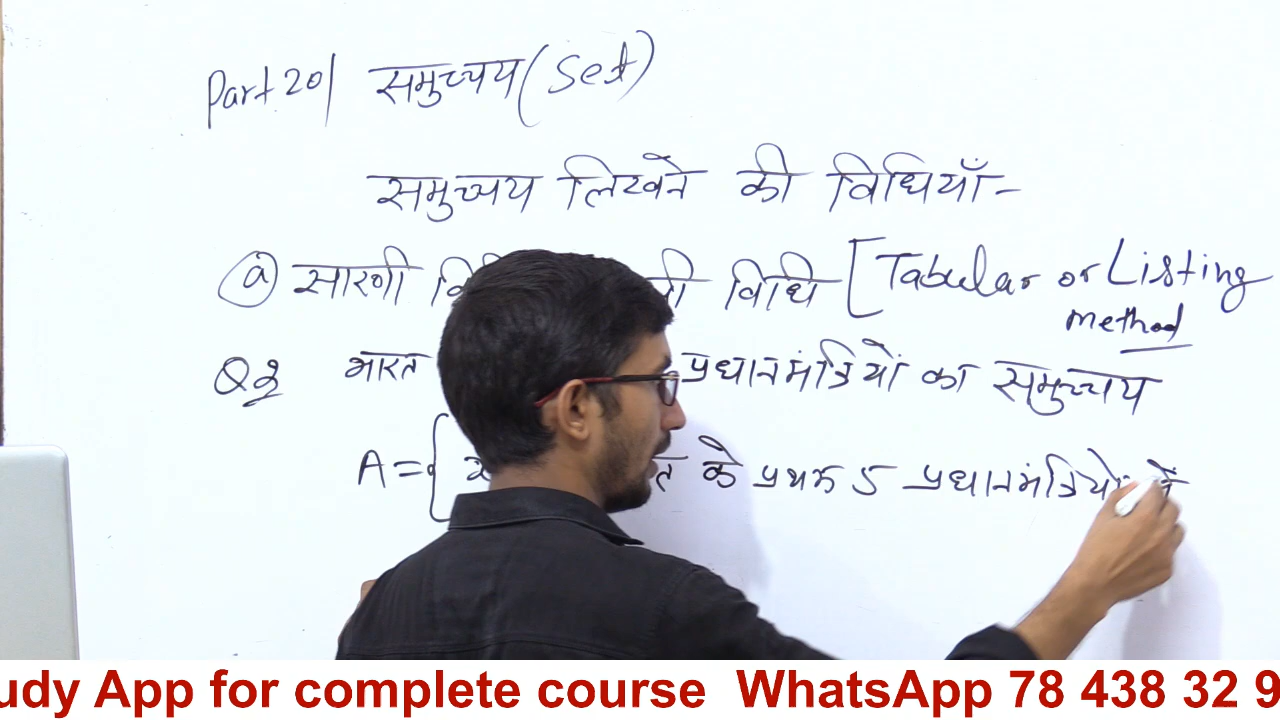 Part 20| समुच्चय (Set)
समुच्चय लिखने की विधियाँ-
(a) सारणी विधि [Tabular or Listing
method
Q2 भारत प्रधानमंत्रियों का समुच्चय
A = { के प्रथम 5 प्रधानमंत्रियों में
udy App for complete course WhatsApp 78 438 32 9